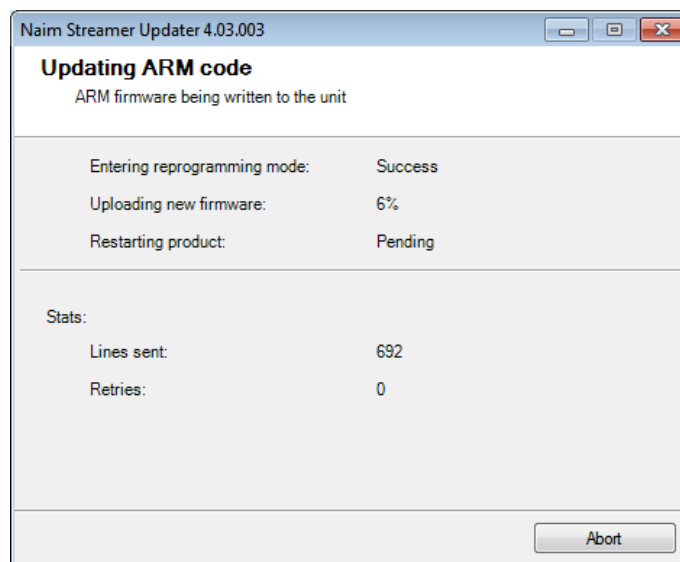 Naim Streamer Updater 4.03.003
Updating ARM code
ARM firmware being written to the unit
Entering reprogramming mode: Success
Uploading new firmware: 6%
Restarting product: Pending
Stats:
Lines sent: 692
Retries: 0
Abort